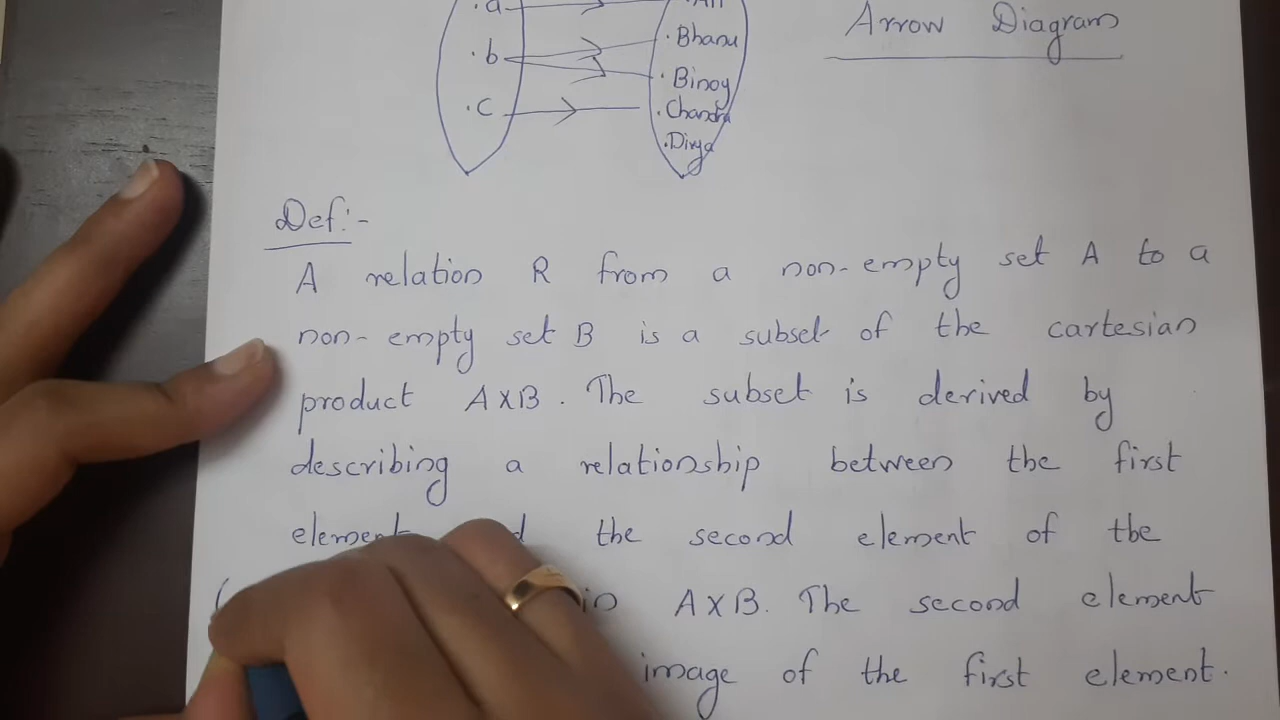 Arrow Diagram
. a
. b
. c
. Bhanu
. Binoy
. Chandra
. Divya
Def:-
A relation R from a non-empty set A to a
non-empty set B is a subset of the cartesian
product A×B. The subset is derived by
describing a relationship between the first
element the second element of the
in A×B. The second element
image of the first element.